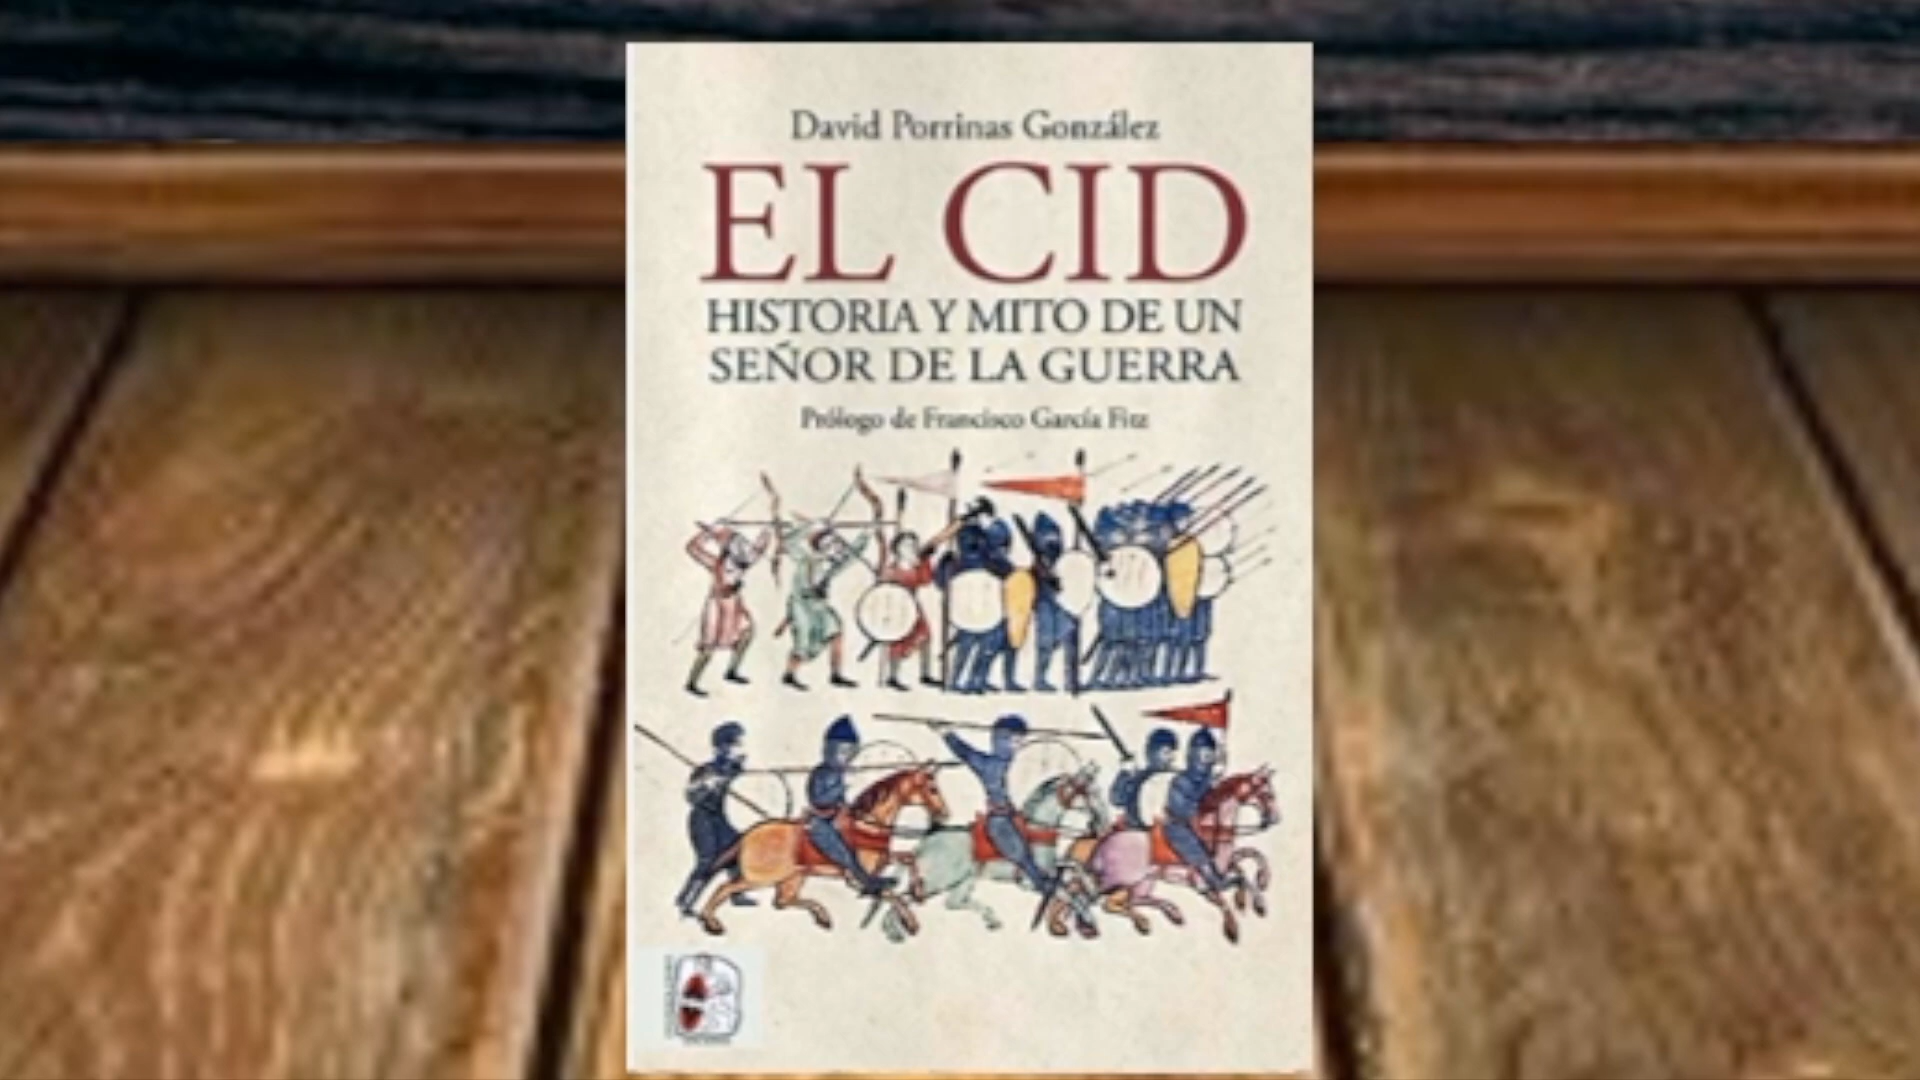 David Porrinas González
EL CID
HISTORIA Y MITO DE UN
SEÑOR DE LA GUERRA
Prólogo de Francisco García Fitz